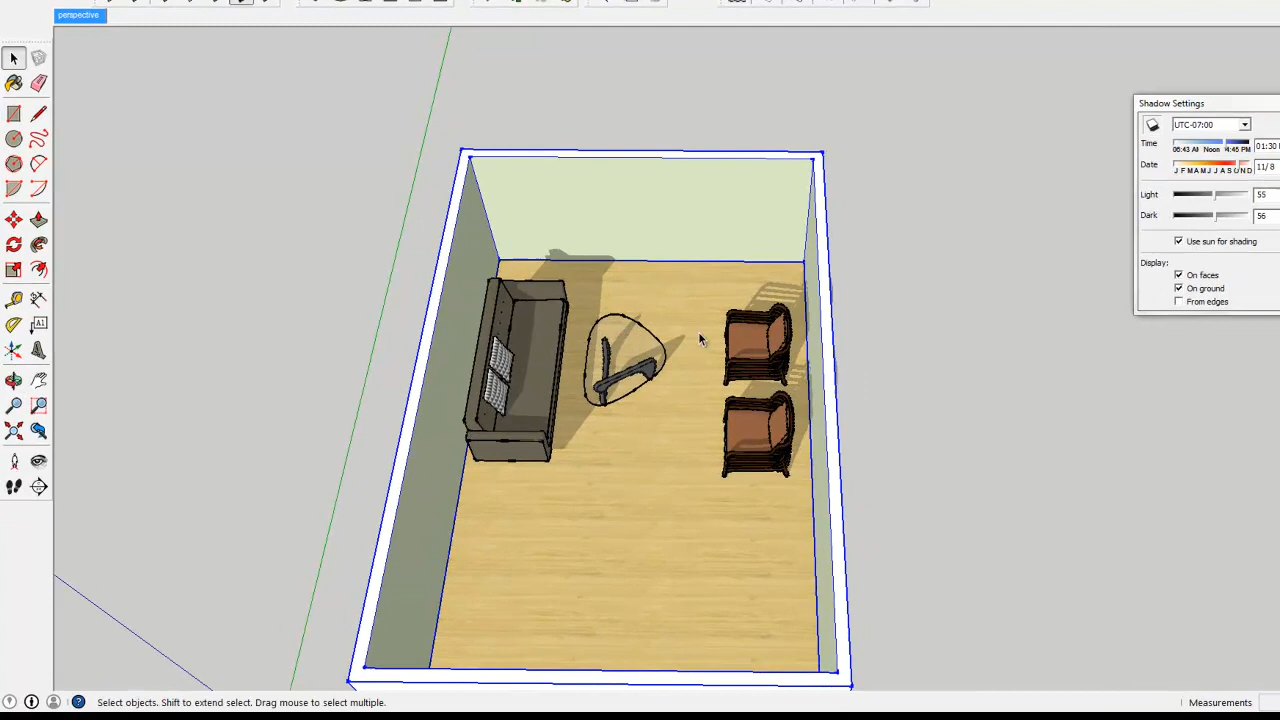 perspective
Shadow Settings
UTC-07:00
Time
06:43 AM Noon 4:45 PM
01:30
Date
J F M A M J J A S O N D
11/ 8
Light
55
Dark
56
Use sun for shading
Display:
On faces
On ground
From edges
A1
Select objects. Shift to extend select. Drag mouse to select multiple.
Measurements